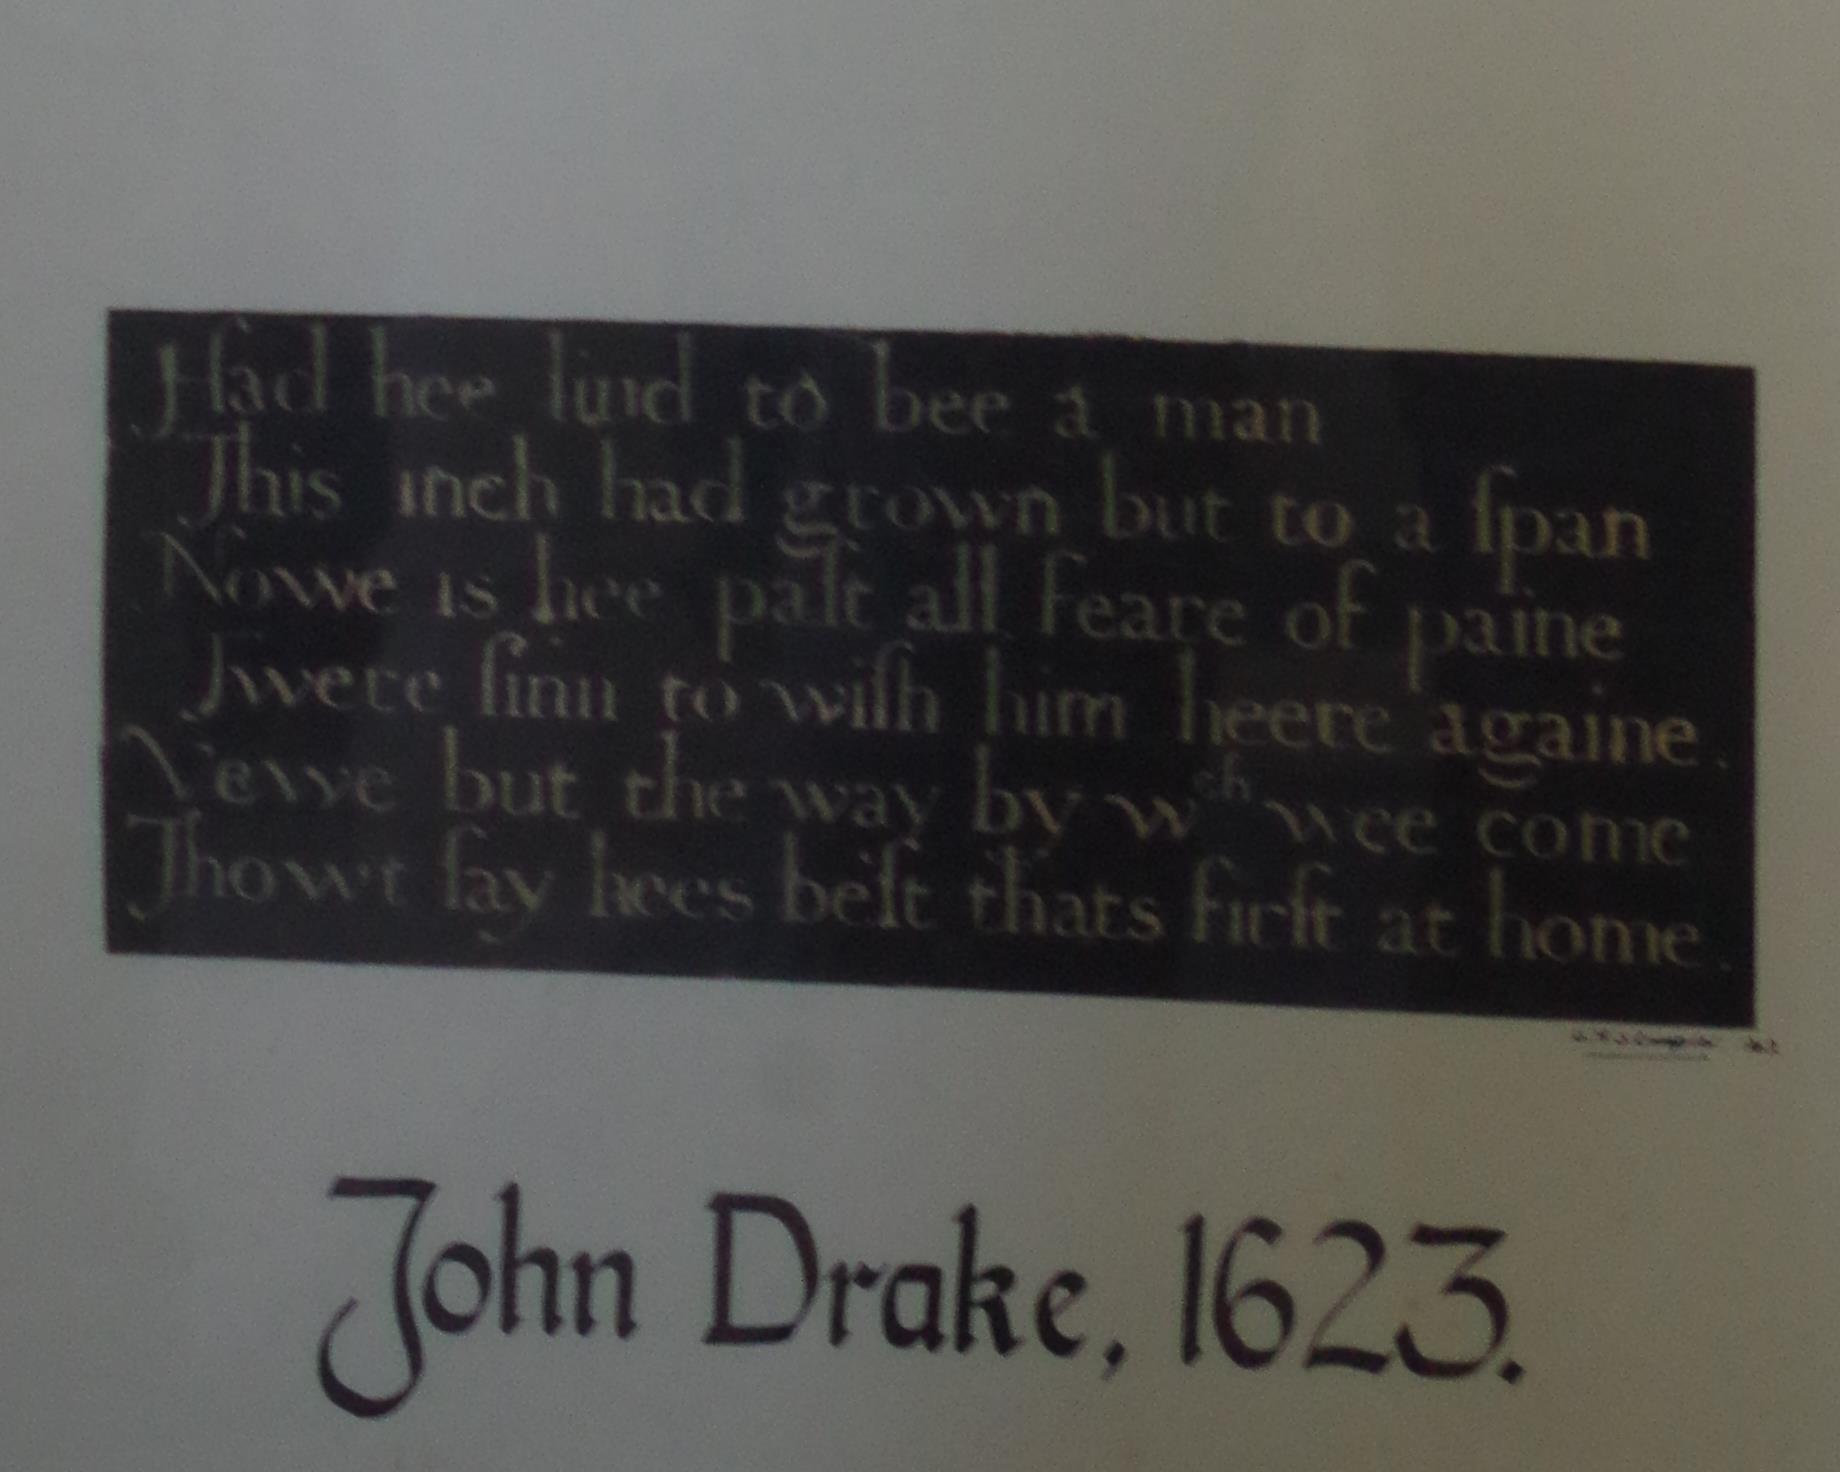 Had hee liuid to bee a man
This inch had grown but to a ſpan
Nowe is hee paſt all feare of paine
Twere ſinn to wiſh him heere againe.
Vewe but the way by wch wee come
Thowt ſay hees beſt thats firſt at home.
John Drake, 1623.